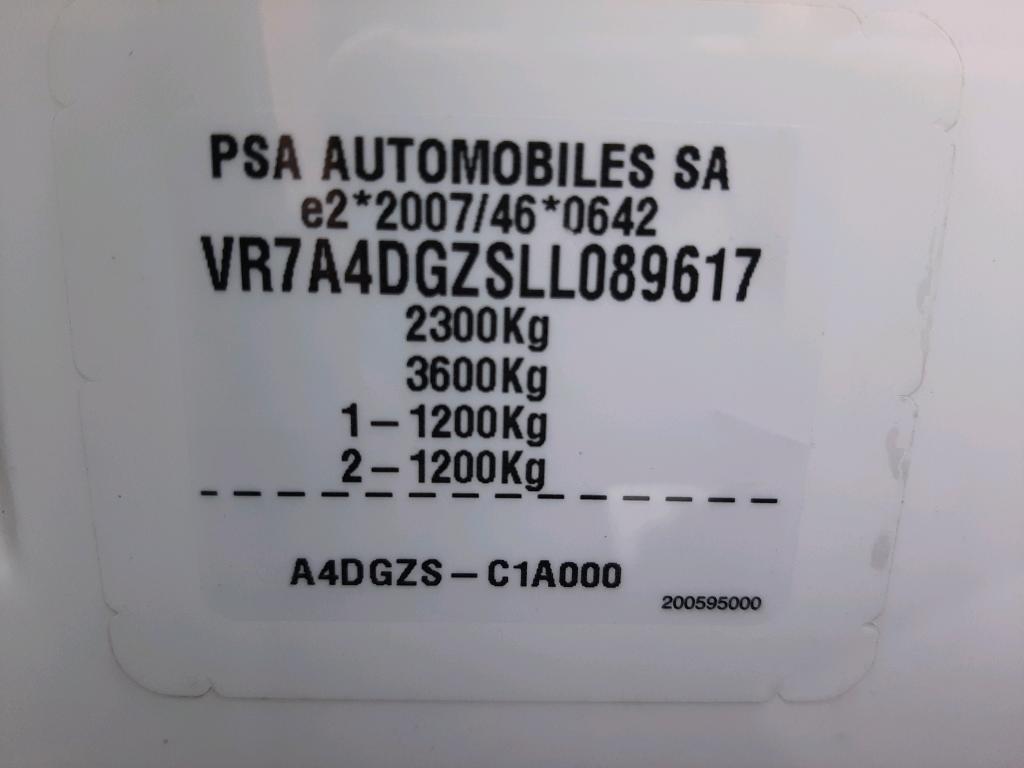 PSA AUTOMOBILES SA
e2*2007/46*0642
VR7A4DGZSLL089617
2300Kg
3600Kg
1-1200Kg
2-1200Kg
A4DGZS-C1A000
200595000